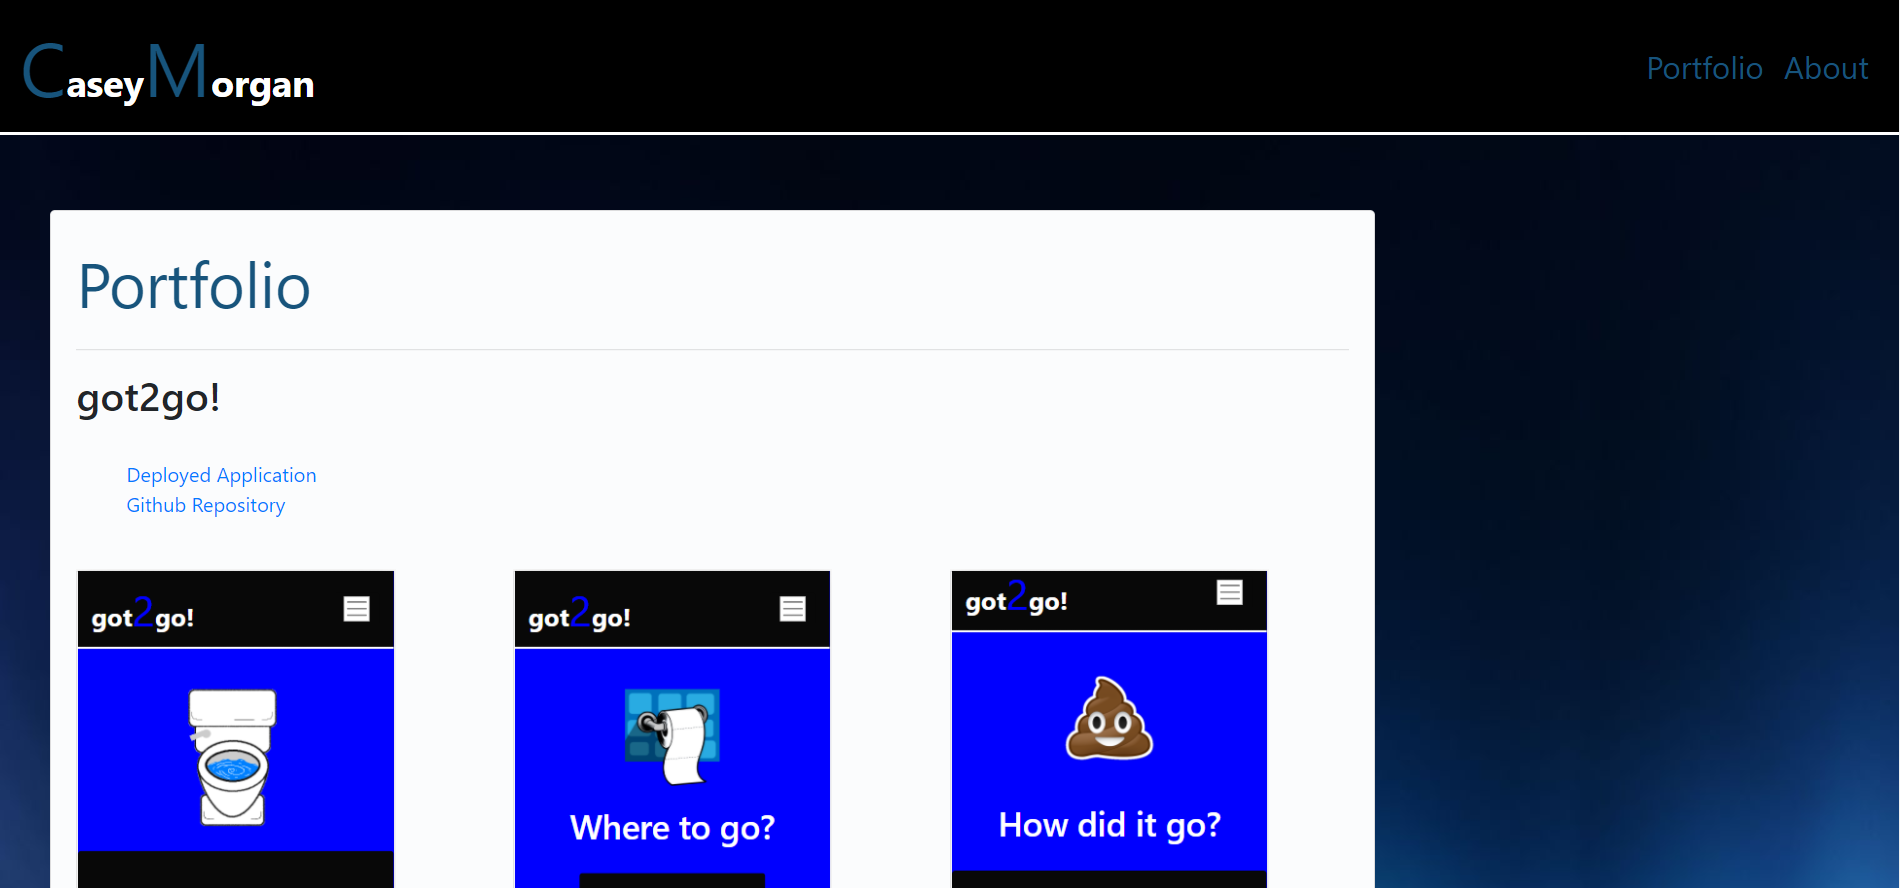 CaseyMorgan
Portfolio About
Portfolio
got2go!
Deployed Application
Github Repository
got2go!
got2go!
Where to go?
got2go!
How did it go?